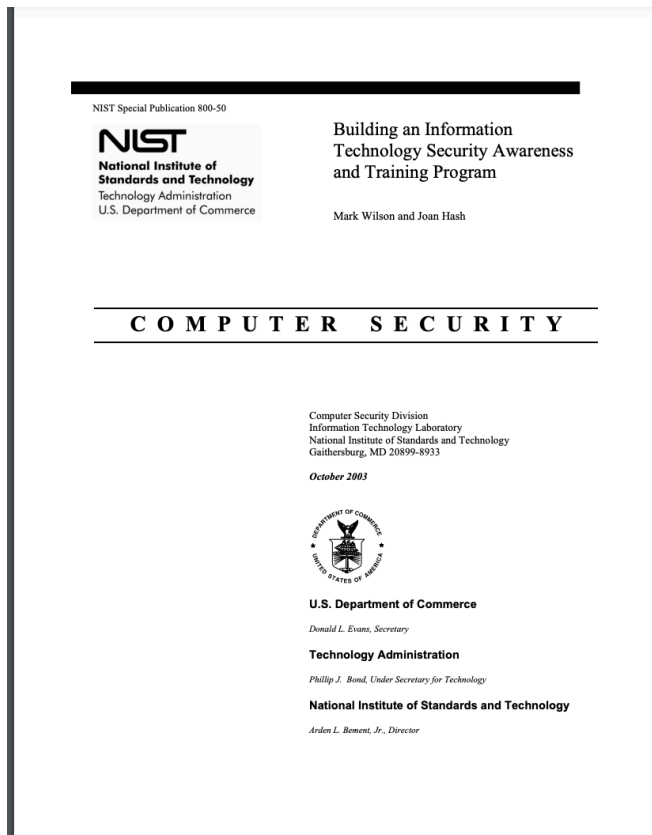 NIST Special Publication 800-50
NIST
National Institute of
Standards and Technology
Technology Administration
U.S. Department of Commerce
Building an Information
Technology Security Awareness
and Training Program
Mark Wilson and Joan Hash
COMPUTER SECURITY
Computer Security Division
Information Technology Laboratory
National Institute of Standards and Technology
Gaithersburg, MD 20899-8933
October 2003
DEPARTMENT OF COMMERCE
UNITED STATES OF AMERICA
U.S. Department of Commerce
Donald L. Evans, Secretary
Technology Administration
Phillip J. Bond, Under Secretary for Technology
National Institute of Standards and Technology
Arden L. Bement, Jr., Director